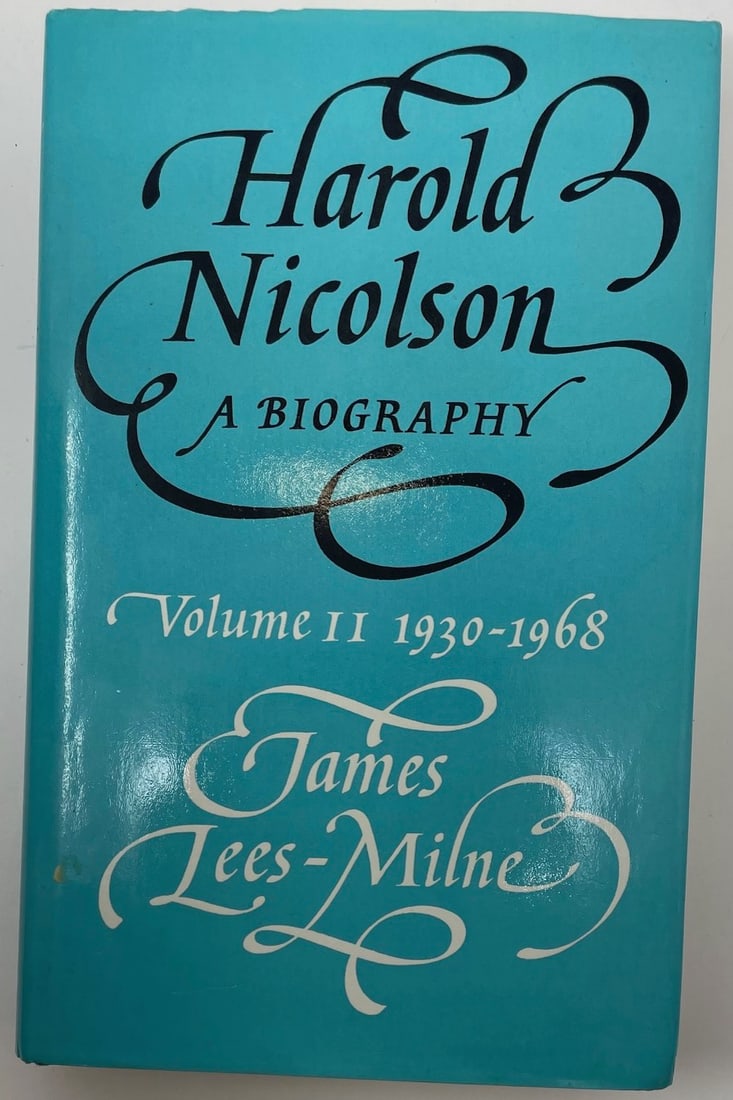 Harold
Nicolson
A BIOGRAPHY
Volume II 1930-1968
James
Lees-Milne